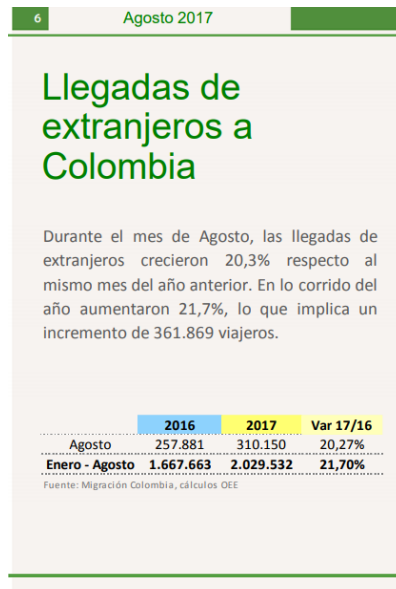 6 Agosto 2017
Llegadas de
extranjeros a
Colombia
Durante el mes de Agosto, las llegadas de
extranjeros crecieron 20,3% respecto al
mismo mes del año anterior. En lo corrido del
año aumentaron 21,7%, lo que implica un
incremento de 361.869 viajeros.
2016 2017 Var 17/16
Agosto 257.881 310.150 20,27%
Enero - Agosto 1.667.663 2.029.532 21,70%
Fuente: Migración Colombia, cálculos OEE